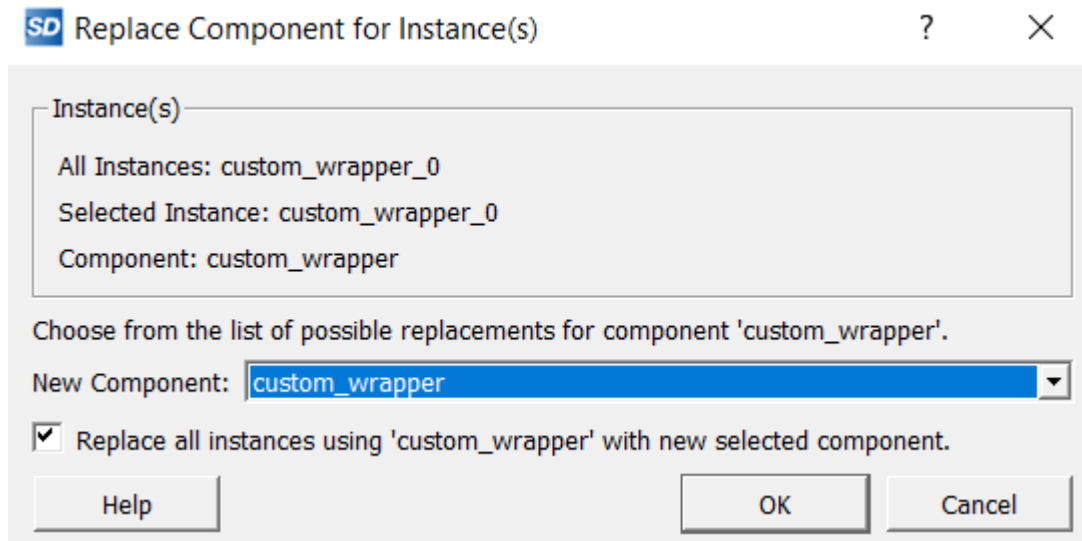 SD Replace Component for Instance(s) ?
Instance(s)
All Instances: custom_wrapper_0
Selected Instance: custom_wrapper_0
Component: custom_wrapper
Choose from the list of possible replacements for component 'custom_wrapper'.
New Component: custom_wrapper
Replace all instances using 'custom_wrapper' with new selected component.
Help OK Cancel